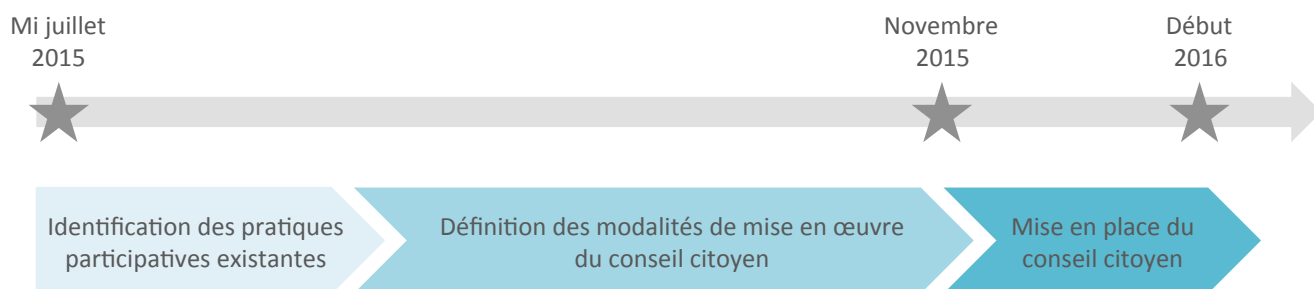 Mi juillet
2015
Novembre
2015
Début
2016
Identification des pratiques
participatives existantes
Définition des modalités de mise en œuvre
du conseil citoyen
Mise en place du
conseil citoyen